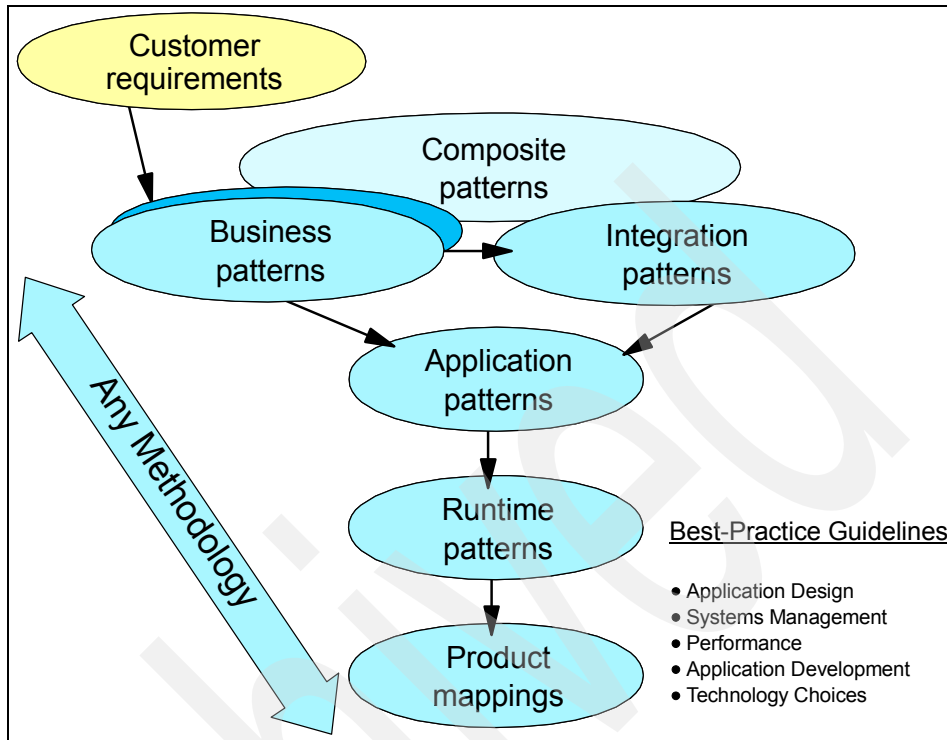 Customer
requirements
Composite
patterns
Business
patterns
Integration
patterns
Application
patterns
Any Methodology
Runtime
patterns
Best-Practice Guidelines
• Application Design
• Systems Management
• Performance
• Application Development
• Technology Choices
Product
mappings